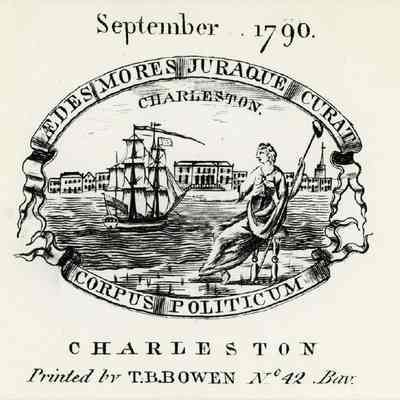 September . 1790.
ÆDES MORES JURAQUE CURAT
CHARLESTON.
CORPUS POLITICUM
CHARLESTON
Printed by T.B.BOWEN Nº 42 .Bay.